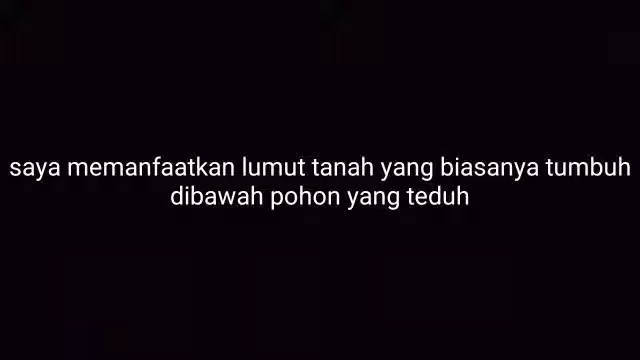 saya memanfaatkan lumut tanah yang biasanya tumbuh
dibawah pohon yang teduh